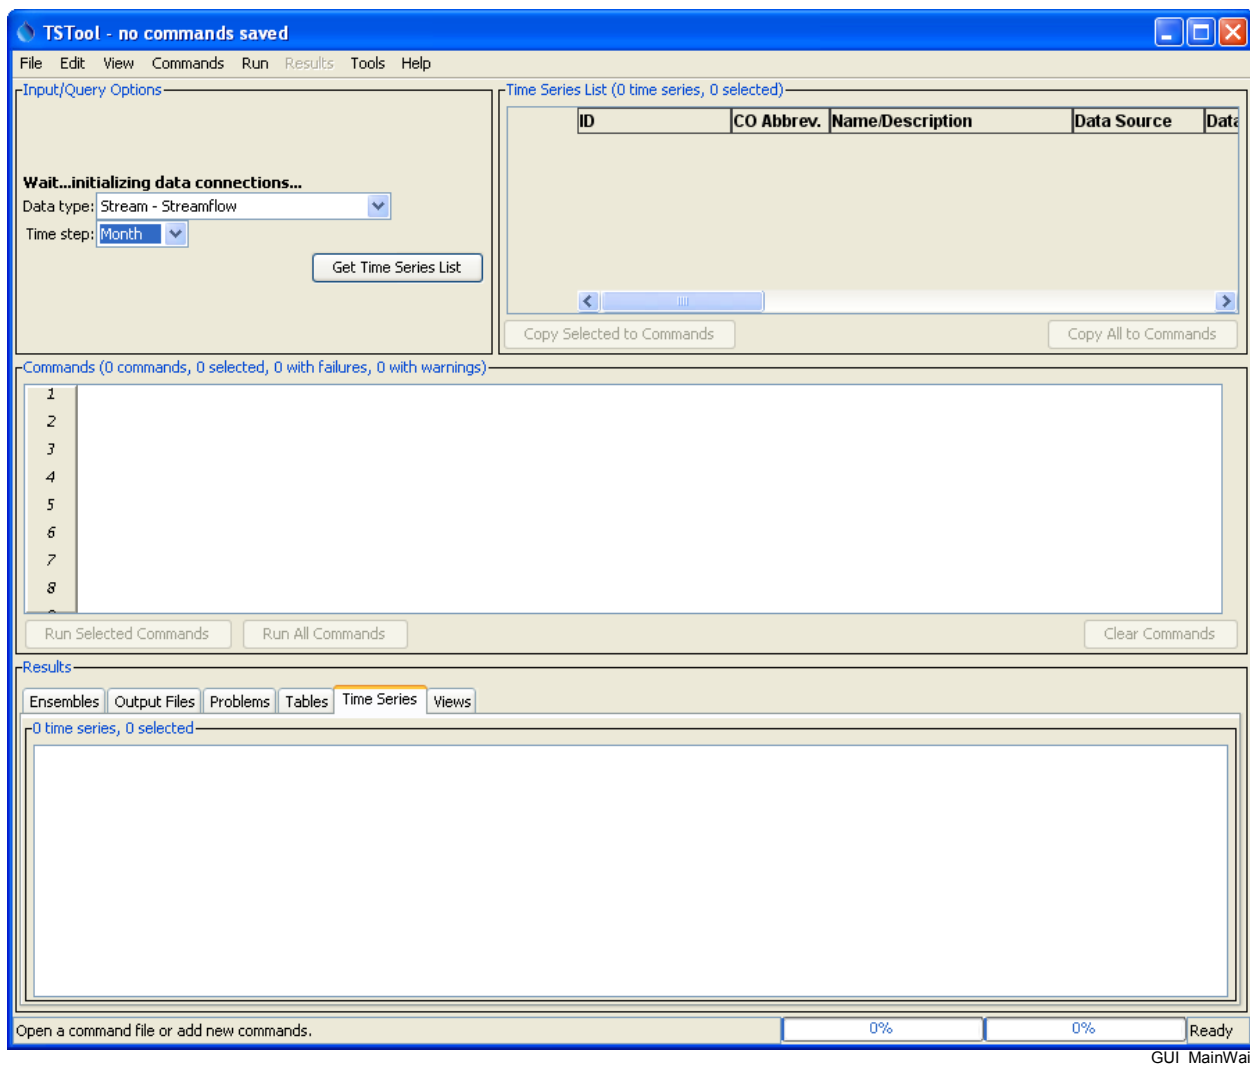 TSTool - no commands saved
File Edit View Commands Run Results Tools Help
Input/Query Options
Wait...initializing data connections...
Data type: Stream - Streamflow
Time step: Month
Get Time Series List
Time Series List (0 time series, 0 selected)
ID CO Abbrev. Name/Description Data Source Data
Copy Selected to Commands Copy All to Commands
Commands (0 commands, 0 selected, 0 with failures, 0 with warnings)
1
2
3
4
5
6
7
8
Run Selected Commands Run All Commands Clear Commands
Results
Ensembles Output Files Problems Tables Time Series Views
0 time series, 0 selected
Open a command file or add new commands. 0% 0% Ready
GUI MainWai